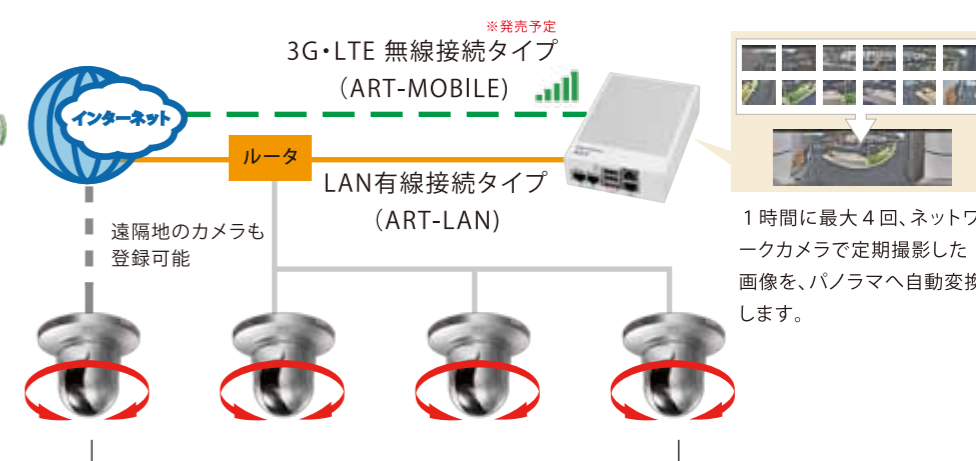 ※発売予定
3G・LTE 無線接続タイプ
（ART-MOBILE）
インターネット
ルータ
LAN有線接続タイプ
（ART-LAN）
遠隔地のカメラも
登録可能
１時間に最大４回、ネットワ
ークカメラで定期撮影した
画像を、パノラマへ自動変換
します。